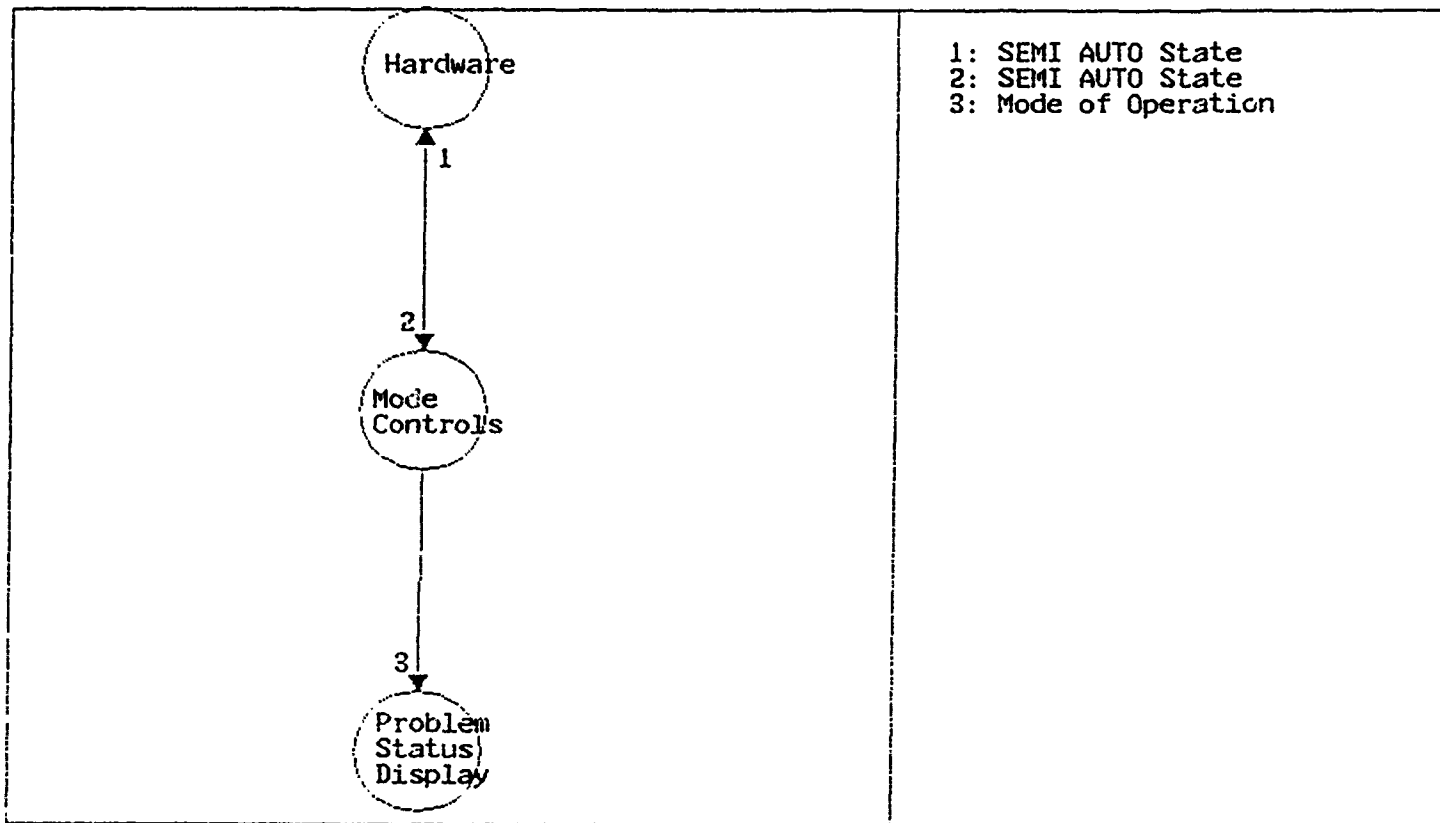 Hardware
1
2
Mode
Controls
3
Problem
Status
Display
1: SEMI AUTO State
2: SEMI AUTO State
3: Mode of Operation